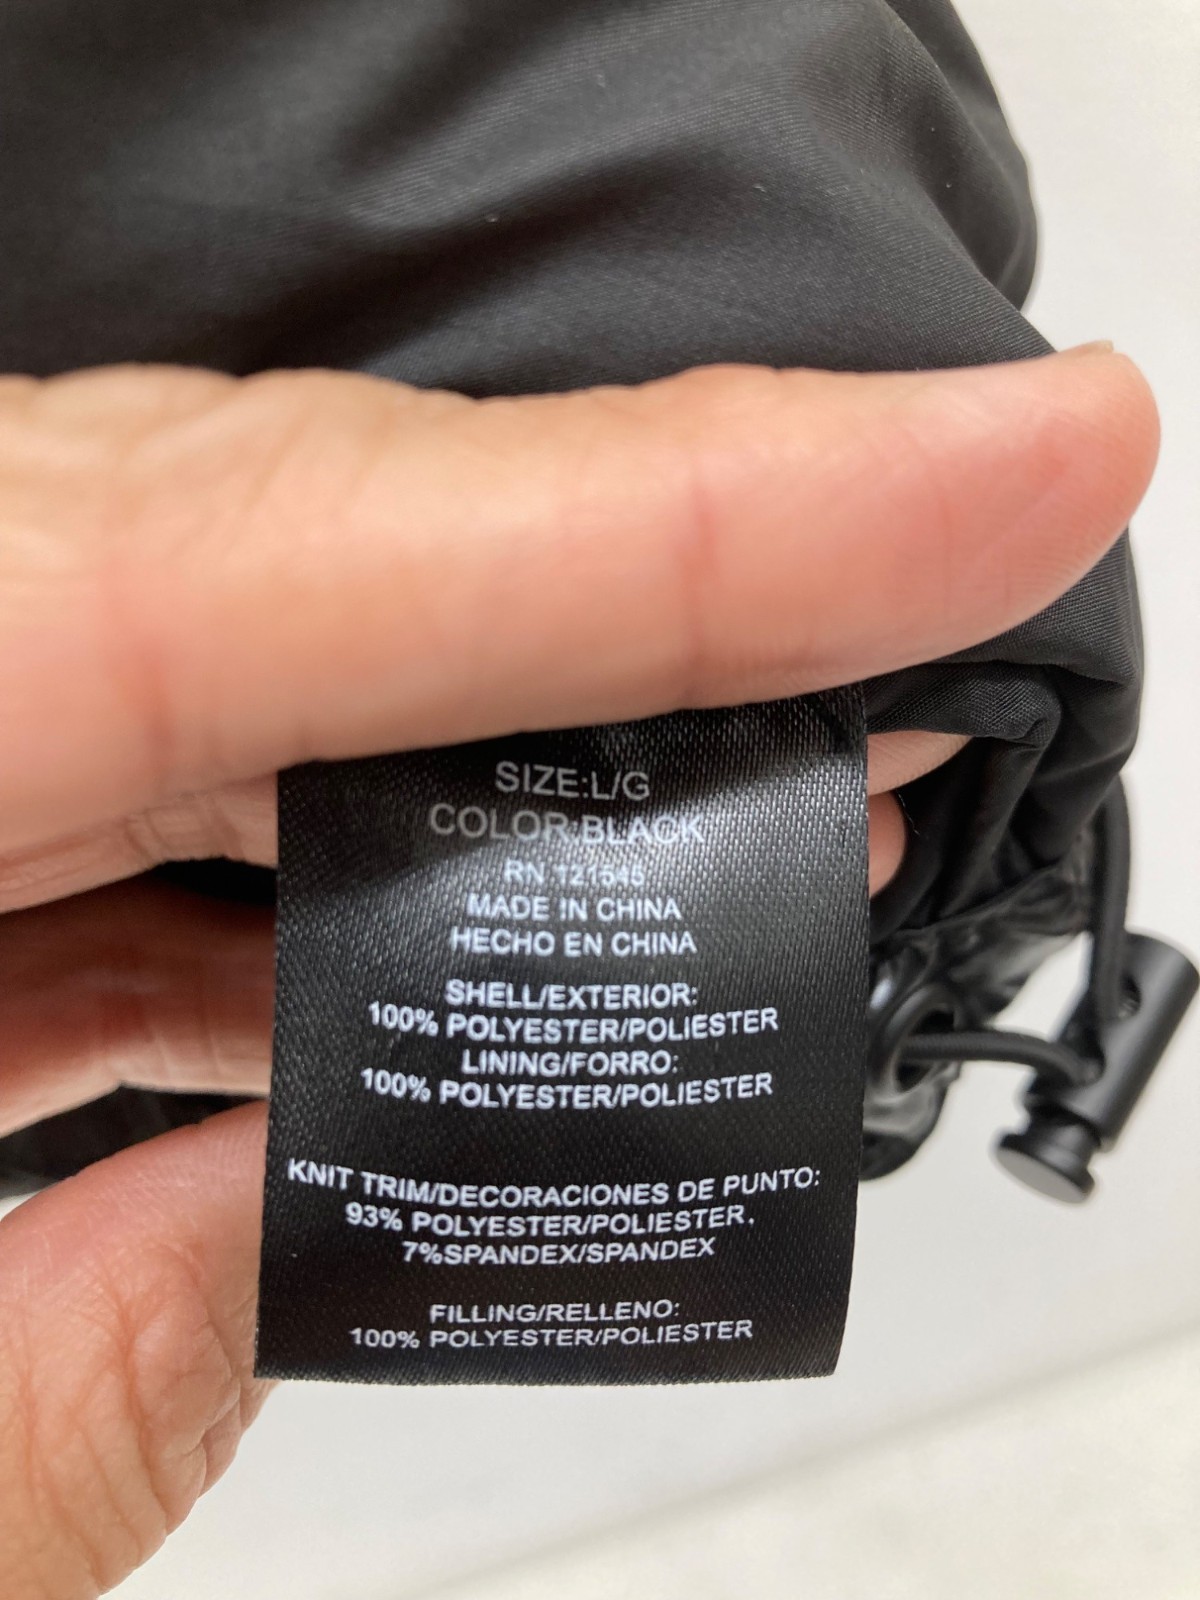 SIZE:L/G
COLOR:BLACK
RN 121545
MADE IN CHINA
HECHO EN CHINA
SHELL/EXTERIOR:
100% POLYESTER/POLIESTER
LINING/FORRO:
100% POLYESTER/POLIESTER
KNIT TRIM/DECORACIONES DE PUNTO:
93% POLYESTER/POLIESTER,
7%SPANDEX/SPANDEX
FILLING/RELLENO:
100% POLYESTER/POLIESTER